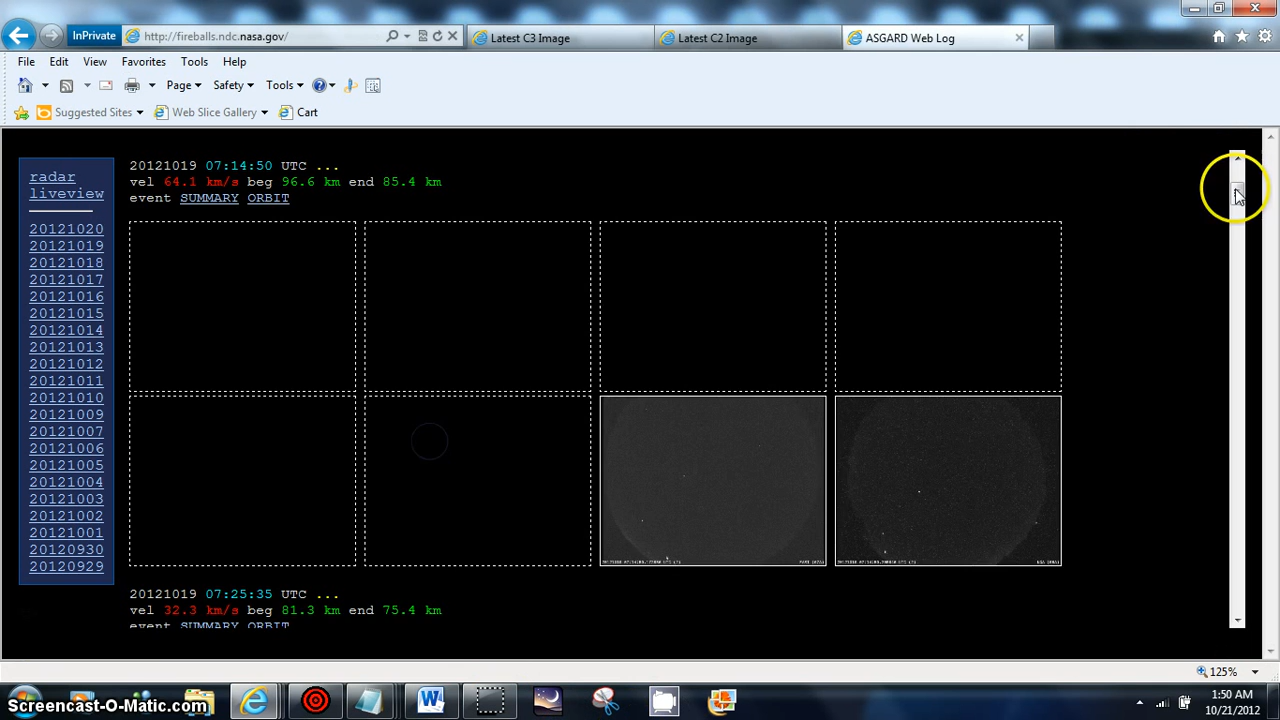 InPrivate
http://fireballs.ndc.nasa.gov/
Latest C3 Image
Latest C2 Image
ASGARD Web Log
File Edit View Favorites Tools Help
Page Safety Tools
Suggested Sites Web Slice Gallery Cart
radar
liveview
20121020
20121019
20121018
20121017
20121016
20121015
20121014
20121013
20121012
20121011
20121010
20121009
20121007
20121006
20121005
20121004
20121003
20121002
20121001
20120930
20120929
20121019 07:14:50 UTC ...
vel 64.1 km/s beg 96.6 km end 85.4 km
event SUMMARY ORBIT
20121019 07:25:35 UTC ...
vel 32.3 km/s beg 81.3 km end 75.4 km
event SUMMARY ORBIT
125%
1:50 AM
10/21/2012
Screencast-O-Matic.com